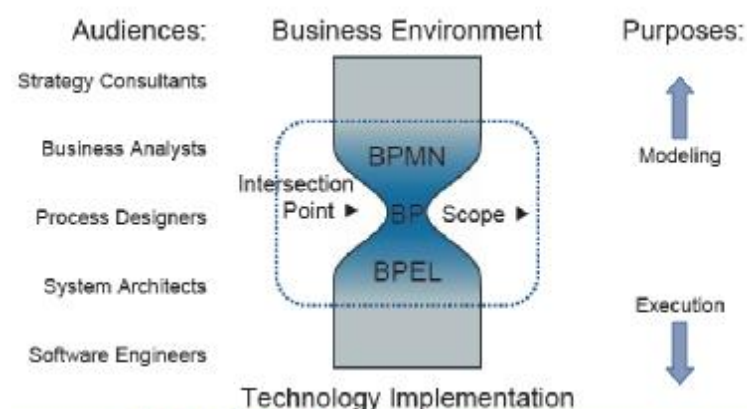 Audiences:
Business Environment
Purposes:
Strategy Consultants
Business Analysts
BPMN
Modeling
Intersection
Point ►
Process Designers
BP
Scope ►
System Architects
BPEL
Execution
Software Engineers
Technology Implementation